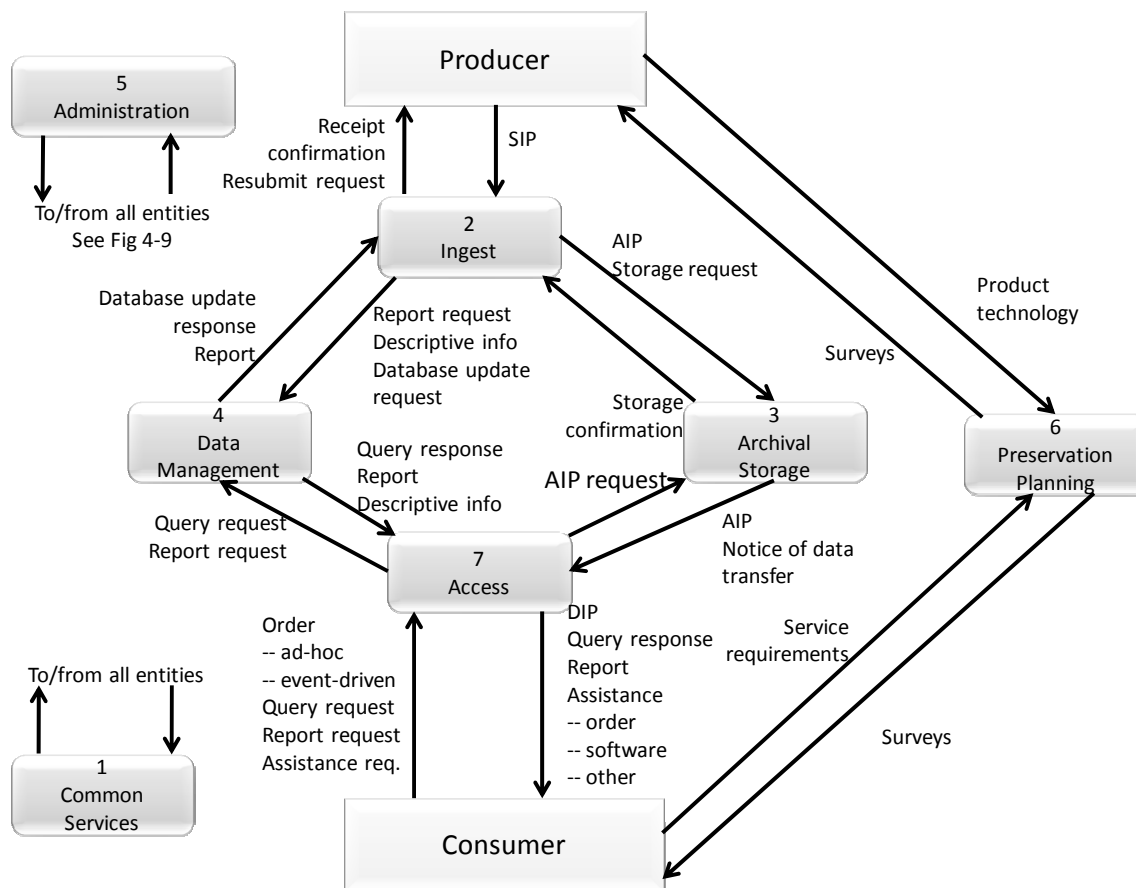 Producer
5
Administration
Receipt
confirmation
Resubmit request
SIP
To/from all entities
See Fig 4-9
2
Ingest
AIP
Storage request
Database update
response
Report
Report request
Descriptive info
Database update
request
Product
technology
Surveys
Storage
confirmation
4
Data
Management
3
Archival
Storage
6
Preservation
Planning
Query response
Report
Descriptive info
AIP request
Query request
Report request
AIP
Notice of data
transfer
7
Access
Order
-- ad-hoc
-- event-driven
Query request
Report request
Assistance req.
DIP
Query response
Report
Assistance
-- order
-- software
-- other
Service
requirements
Surveys
To/from all entities
1
Common
Services
Consumer